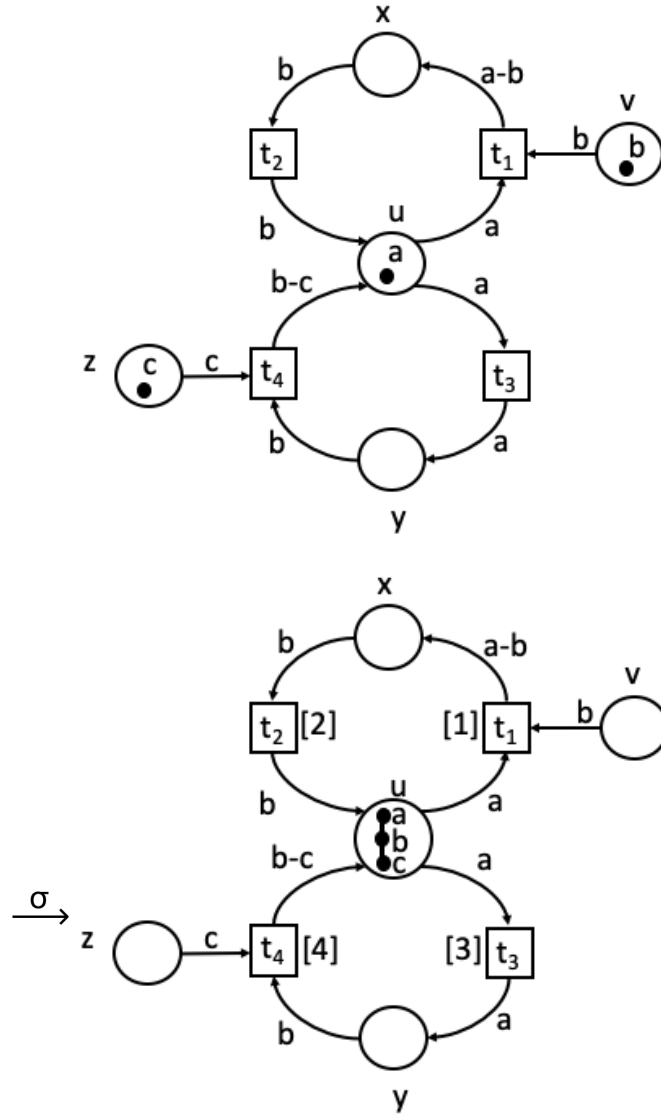 x
b
a-b
v
t₂
t₁
b
b
b
u
a
a
b-c
a
z
c
c
t₄
t₃
b
a
y
x
b
a-b
v
t₂ [2]
[1] t₁
b
b
u
a
a
b
c
b-c
a
σ
z
c
t₄ [4]
[3] t₃
b
a
y